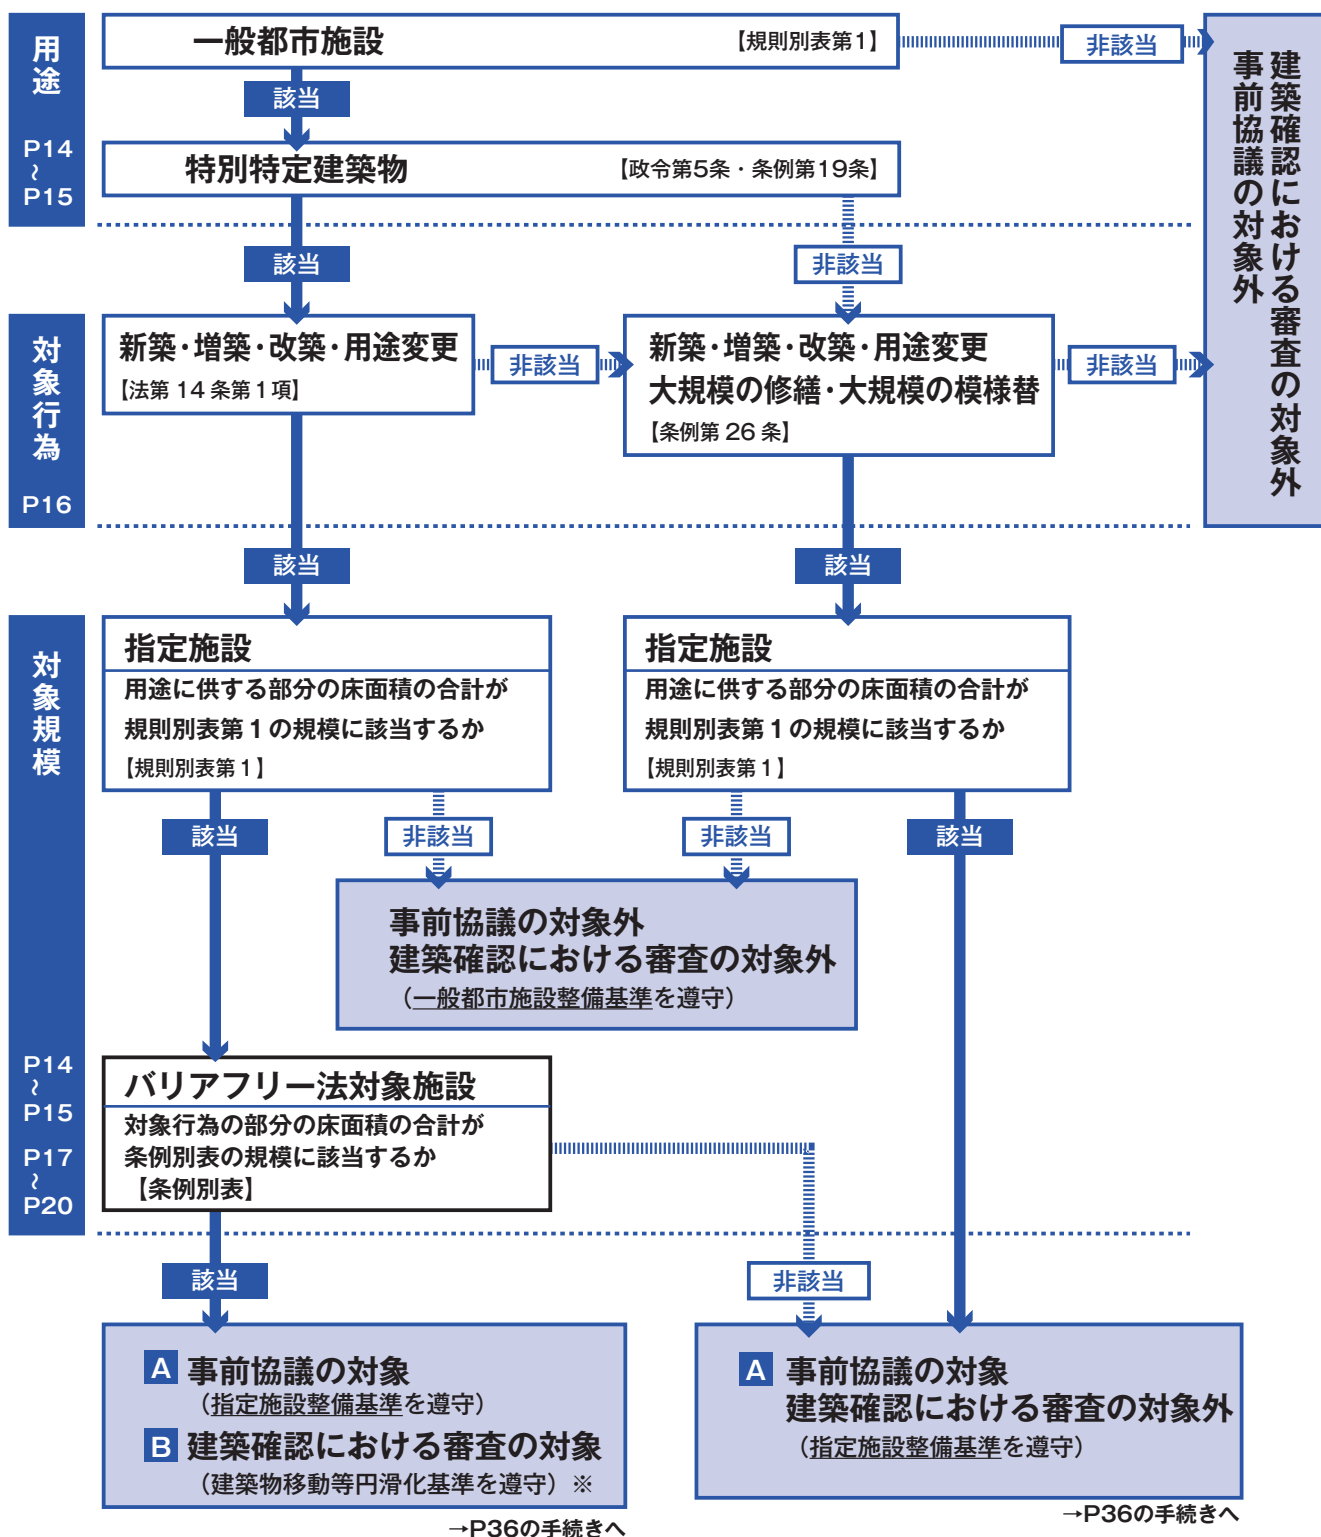 用途
P14
~
P15
一般都市施設
【規則別表第1】
非該当
該当
特別特定建築物
【政令第5条・条例第19条】
該当
非該当
建築確認における審査の対象外
事前協議の対象外
対象行為
P16
新築・増築・改築・用途変更
【法第14条第1項】
非該当
新築・増築・改築・用途変更
大規模の修繕・大規模の模様替
【条例第26条】
非該当
該当
該当
対象規模
P14
~
P15
P17
~
P20
指定施設
用途に供する部分の床面積の合計が
規則別表第1の規模に該当するか
【規則別表第1】
指定施設
用途に供する部分の床面積の合計が
規則別表第1の規模に該当するか
【規則別表第1】
該当
非該当
非該当
該当
事前協議の対象外
建築確認における審査の対象外
（一般都市施設整備基準を遵守）
バリアフリー法対象施設
対象行為の部分の床面積の合計が
条例別表の規模に該当するか
【条例別表】
該当
非該当
A 事前協議の対象
（指定施設整備基準を遵守）
B 建築確認における審査の対象
（建築物移動等円滑化基準を遵守）※
→P36の手続きへ
A 事前協議の対象
建築確認における審査の対象外
（指定施設整備基準を遵守）
→P36の手続きへ